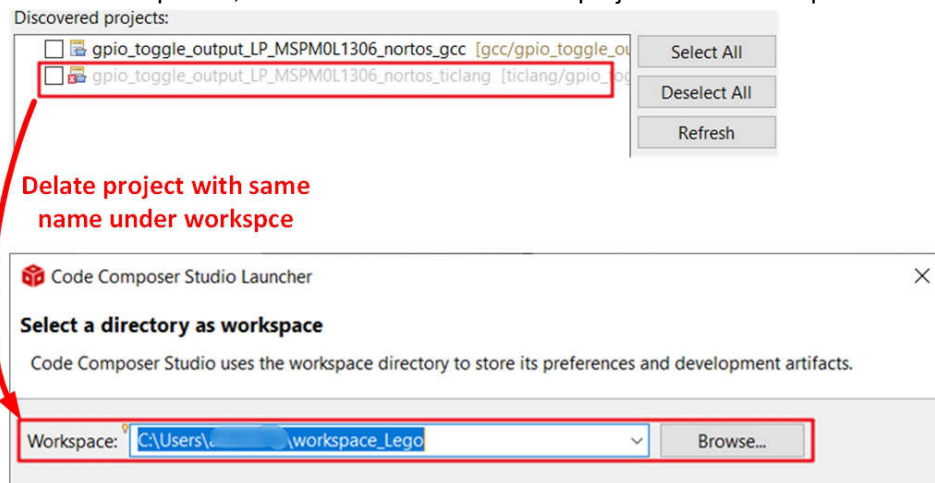 Discovered projects:
gpio_toggle_output_LP_MSPM0L1306_nortos_gcc [gcc/gpio_toggle_ou
Select All
gpio_toggle_output_LP_MSPM0L1306_nortos_ticlang [ticlang/gpio_tog
Deselect All
Refresh
Delate project with same
name under workspce
Code Composer Studio Launcher
Select a directory as workspace
Code Composer Studio uses the workspace directory to store its preferences and development artifacts.
Workspace: C:\Users\a \workspace_Lego
Browse...